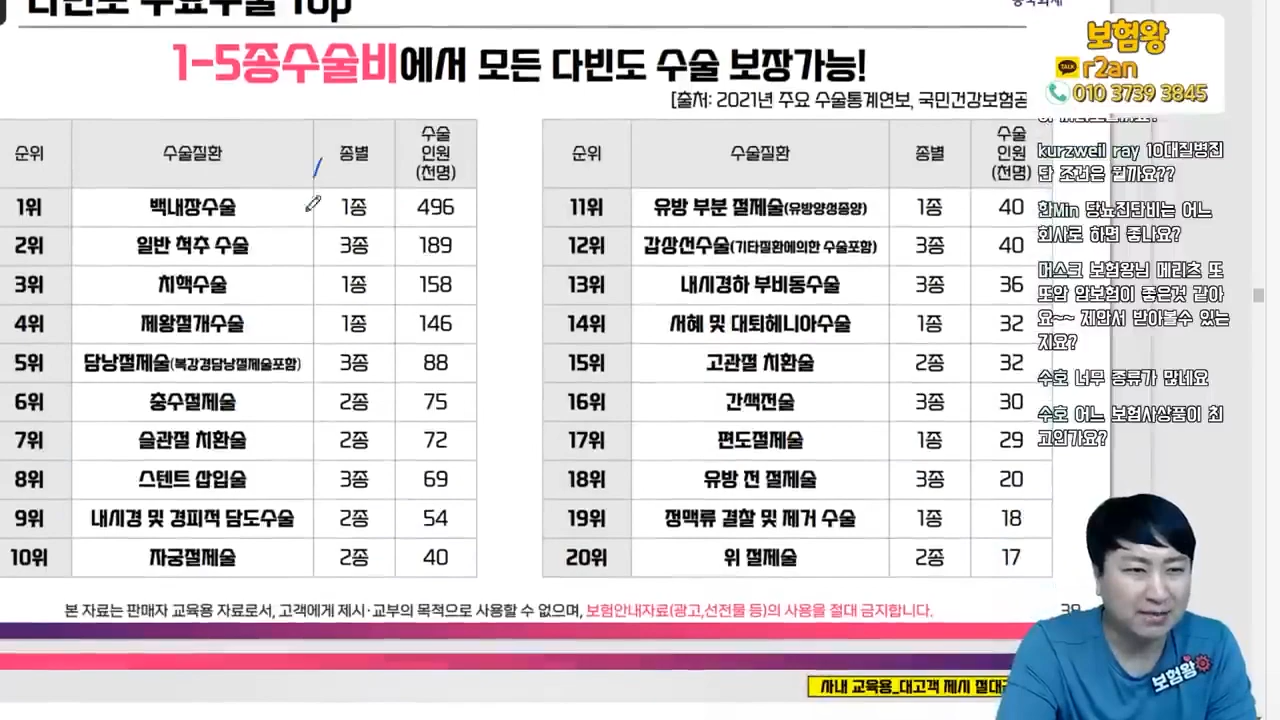 다빈도 주요수술 Top
1-5종수술비에서 모든 다빈도 수술 보장가능!
[출처: 2021년 주요 수술통계연보, 국민건강보험공
순위 수술질환 종별 수술 인원 (천명)
1위 백내장수술 1종 496
2위 일반 척추 수술 3종 189
3위 치핵수술 1종 158
4위 제왕절개수술 1종 146
5위 담낭절제술(복강경담낭절제술포함) 3종 88
6위 충수절제술 2종 75
7위 슬관절 치환술 2종 72
8위 스텐트 삽입술 3종 69
9위 내시경 및 경피적 담도수술 2종 54
10위 자궁절제술 2종 40
순위 수술질환 종별 수술 인원 (천명)
11위 유방 부분 절제술(유방양성종양) 1종 40
12위 갑상선수술(기타질환에의한 수술포함) 3종 40
13위 내시경하 부비동수술 3종 36
14위 서혜 및 대퇴헤니아수술 1종 32
15위 고관절 치환술 2종 32
16위 간색전술 3종 30
17위 편도절제술 1종 29
18위 유방 전 절제술 3종 20
19위 정맥류 결찰 및 제거 수술 1종 18
20위 위 절제술 2종 17
본 자료는 판매자 교육용 자료로서, 고객에게 제시·교부의 목적으로 사용할 수 없으며, 보험안내자료(광고,선전물 등)의 사용을 절대 금지합니다.
사내 교육용_대고객 제시 절대
보험왕
TALK r2an
010 3739 3845
kurzweil ray 10대질병진
단 조건은 뭘까요??
한Min 당뇨진단비는 어느
회사로 하면 좋나요?
머스크 보험왕님 메리츠 또
또암 암보험이 좋은것 같아
요~~ 제안서 받아볼수 있는
지요?
수호 너무 종류가 많네요
수호 어느 보험사상품이 최
고인가요?
보험왕